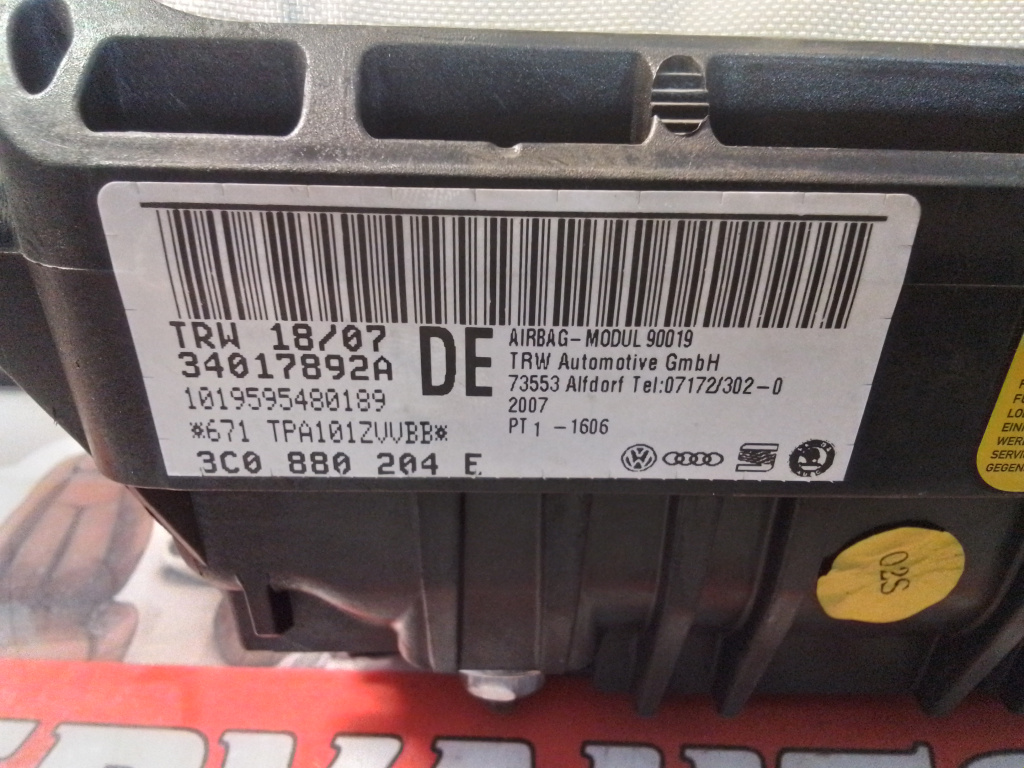 TRW 18/07
34017892A
1019595480189
*671 TPA101ZVVBB*
3C0 880 204 E
DE
AIRBAG-MODUL 90019
TRW Automotive GmbH
73553 Alfdorf Tel:07172/302-0
2007
PT 1 -1606
02S